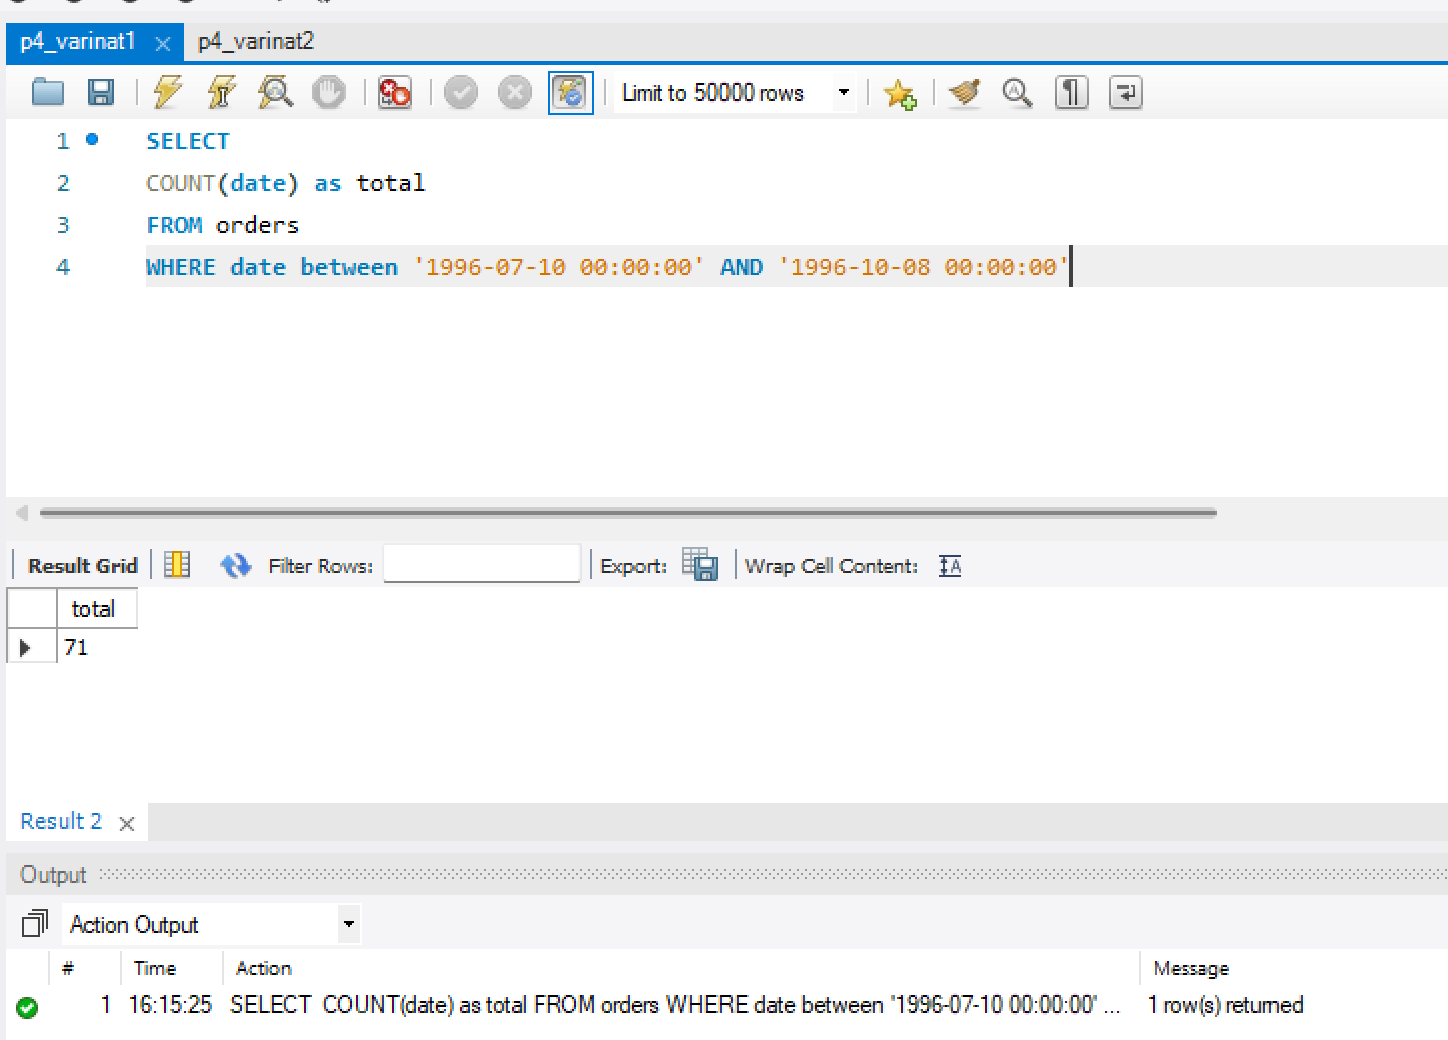 p4_varinat1 p4_varinat2
Limit to 50000 rows
1 SELECT
2 COUNT(date) as total
3 FROM orders
4 WHERE date between '1996-07-10 00:00:00' AND '1996-10-08 00:00:00'
Result Grid Filter Rows: Export: Wrap Cell Content:
total
71
Result 2
Output
Action Output
# Time Action Message
1 16:15:25 SELECT COUNT(date) as total FROM orders WHERE date between '1996-07-10 00:00:00' ... 1 row(s) returned